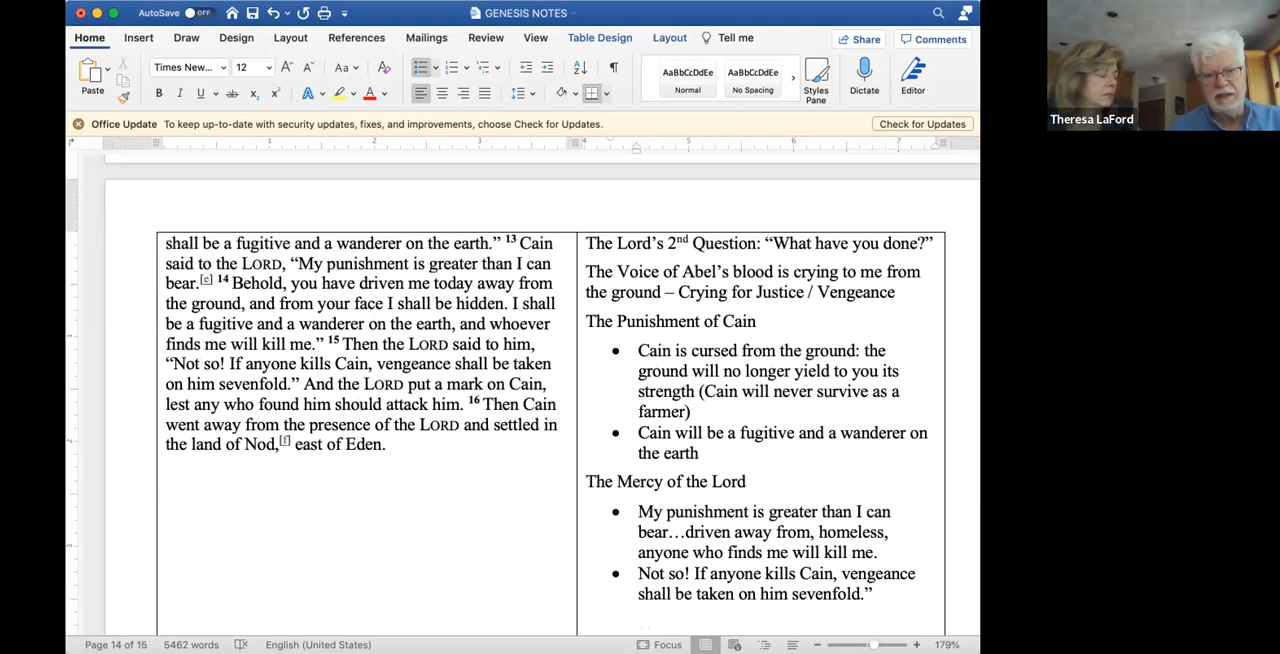 AutoSave OFF
GENESIS NOTES
Home Insert Draw Design Layout References Mailings Review View Table Design Layout Tell me Share Comments
Times New... 12
Paste
AaBbCcDdEe Normal
AaBbCcDdEe No Spacing
Styles Pane
Dictate
Editor
Office Update To keep up-to-date with security updates, fixes, and improvements, choose Check for Updates. Check for Updates
1 2 3 4 5 6 7
shall be a fugitive and a wanderer on the earth.” 13 Cain
said to the LORD, “My punishment is greater than I can
bear.[e] 14 Behold, you have driven me today away from
the ground, and from your face I shall be hidden. I shall
be a fugitive and a wanderer on the earth, and whoever
finds me will kill me.” 15 Then the LORD said to him,
“Not so! If anyone kills Cain, vengeance shall be taken
on him sevenfold.” And the LORD put a mark on Cain,
lest any who found him should attack him. 16 Then Cain
went away from the presence of the LORD and settled in
the land of Nod,[f] east of Eden.
The Lord’s 2nd Question: “What have you done?”
The Voice of Abel’s blood is crying to me from
the ground – Crying for Justice / Vengeance
The Punishment of Cain
• Cain is cursed from the ground: the
ground will no longer yield to you its
strength (Cain will never survive as a
farmer)
• Cain will be a fugitive and a wanderer on
the earth
The Mercy of the Lord
• My punishment is greater than I can
bear…driven away from, homeless,
anyone who finds me will kill me.
• Not so! If anyone kills Cain, vengeance
shall be taken on him sevenfold.”
Page 14 of 15 5462 words English (United States) Focus 179%
Theresa LaFord